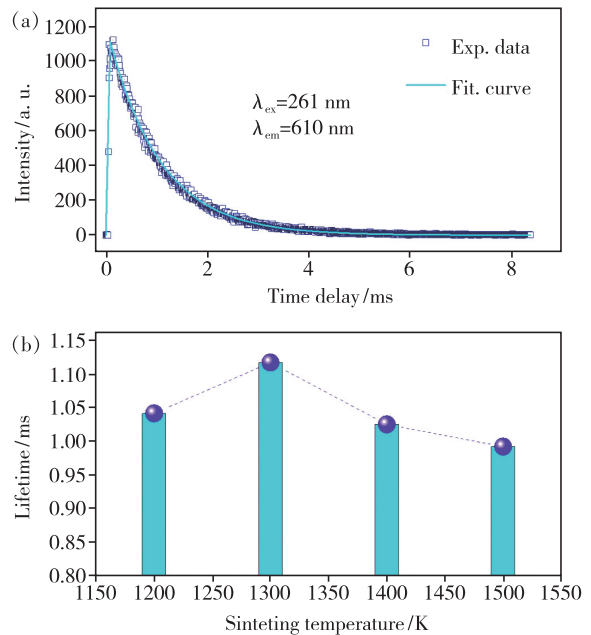 (a)
1200
1000
800
600
400
200
0
Intensity/a. u.
Exp. data
Fit. curve
λex=261 nm
λem=610 nm
0 2 4 6 8
Time delay/ms
(b)
1.15
1.10
1.05
1.00
0.95
0.90
0.85
0.80
Lifetime/ms
1150 1200 1250 1300 1350 1400 1450 1500 1550
Sinteting temperature/K